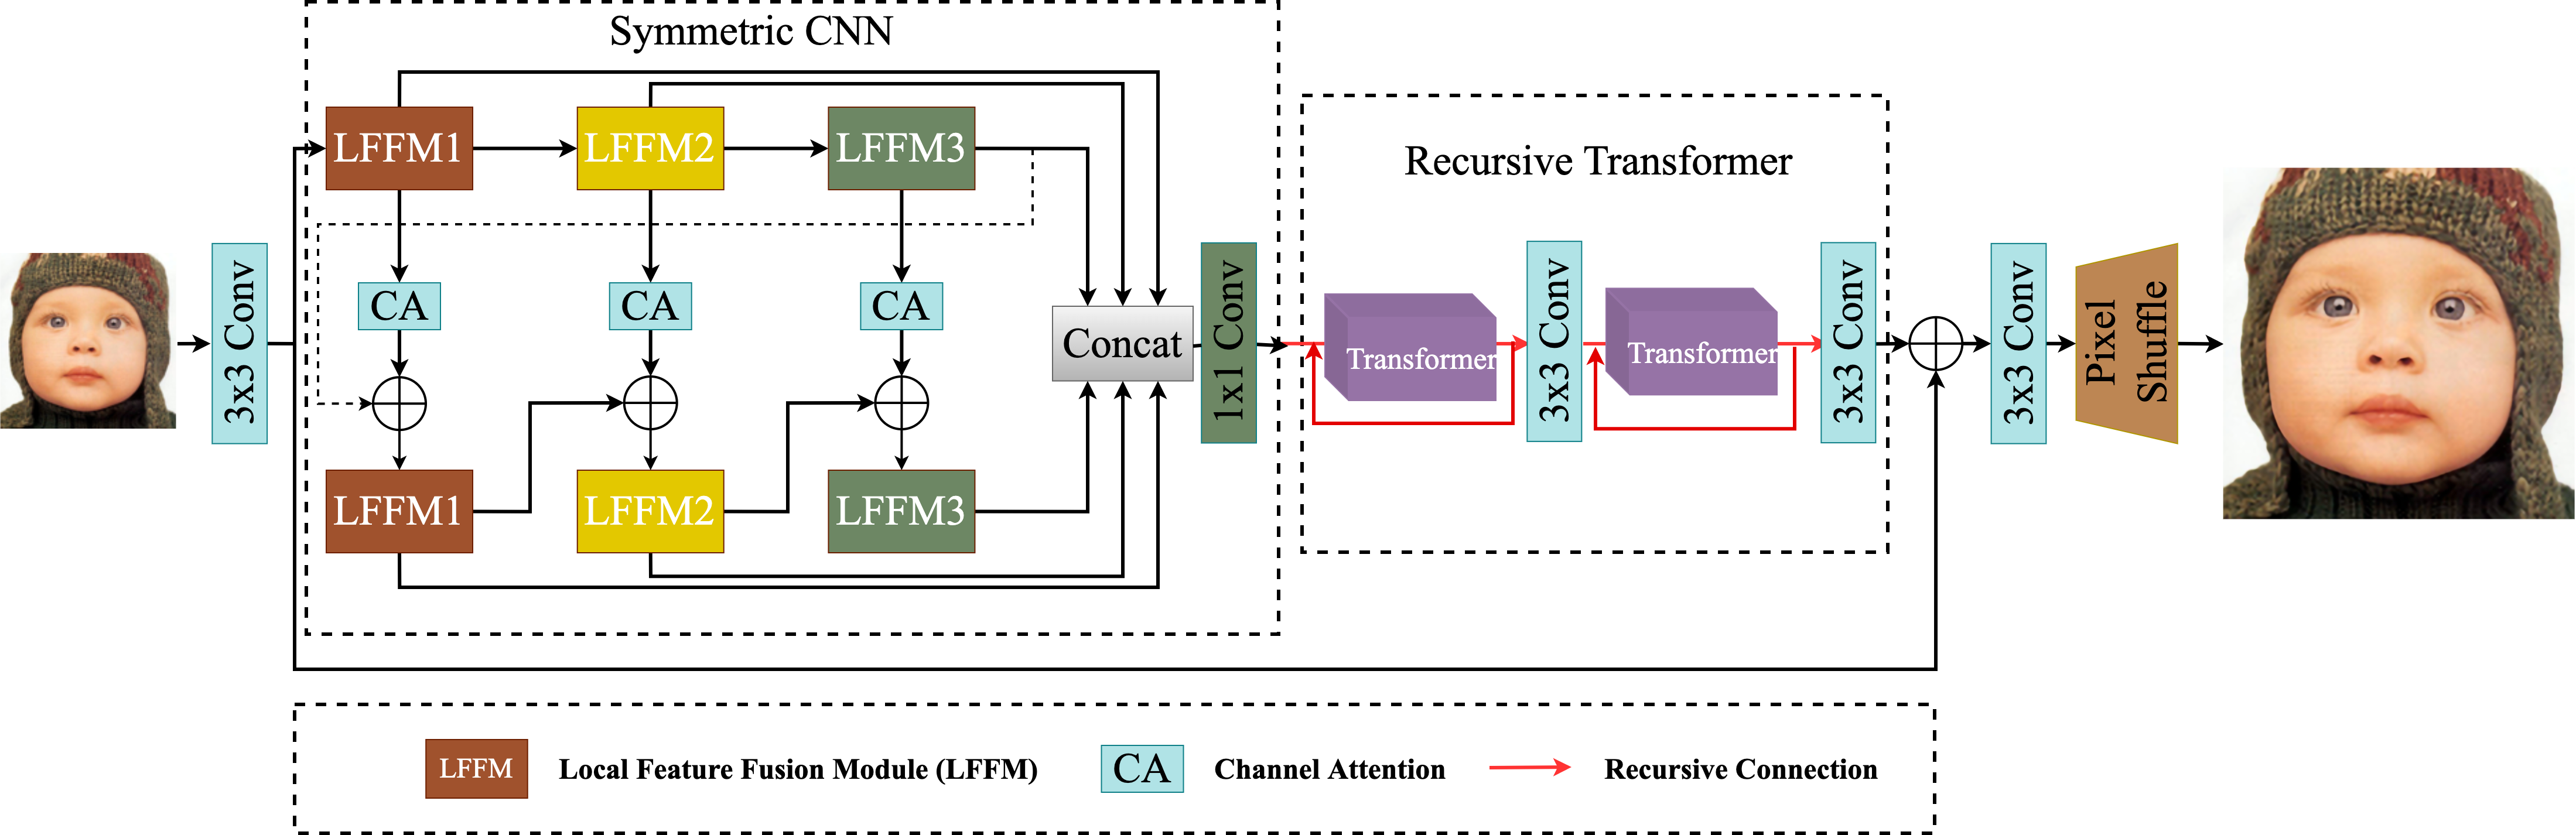 Symmetric CNN
LFFM1
LFFM2
LFFM3
CA
CA
CA
LFFM1
LFFM2
LFFM3
3x3 Conv
Concat
1x1 Conv
Recursive Transformer
Transformer
3x3 Conv
Transformer
3x3 Conv
3x3 Conv
Pixel
Shuffle
LFFM
Local Feature Fusion Module (LFFM)
CA
Channel Attention
Recursive Connection